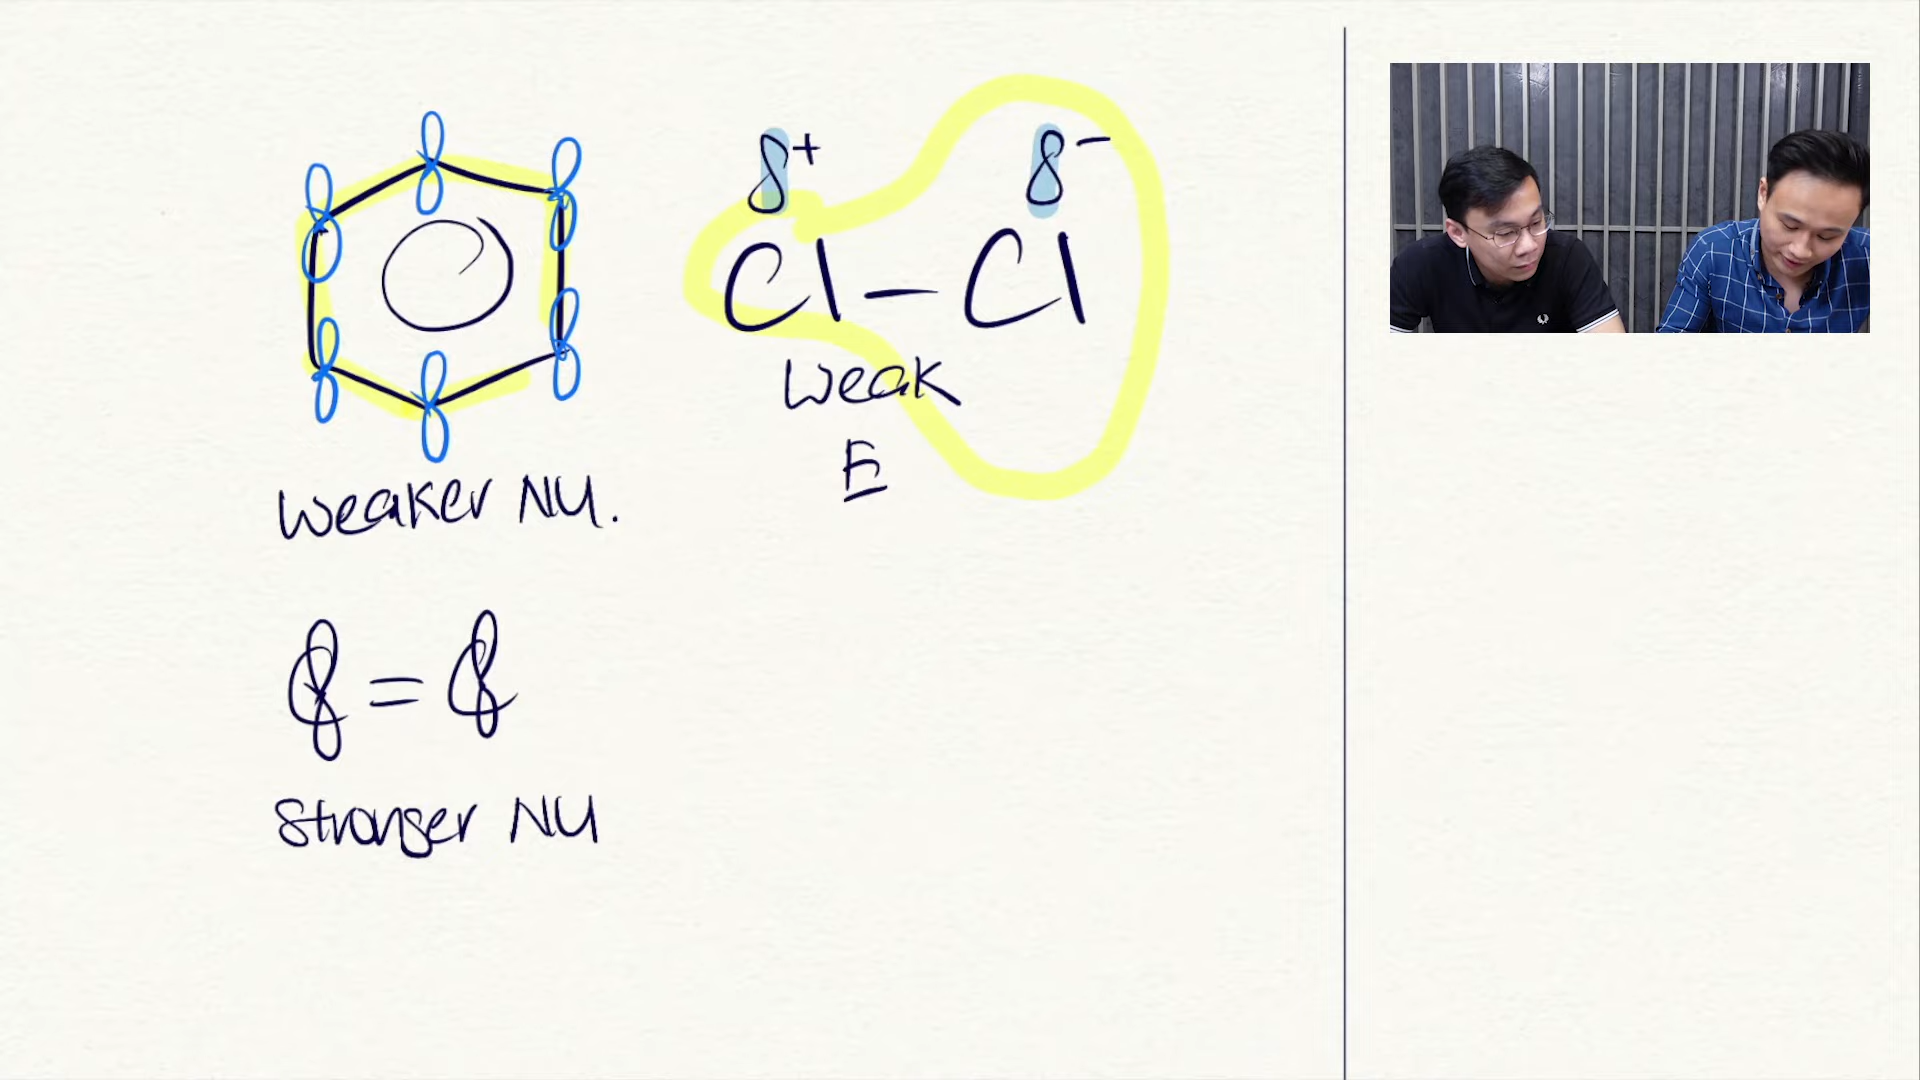 δ+ δ−
Cl – Cl
weak
E
weaker NU.
C = C
Stronger NU